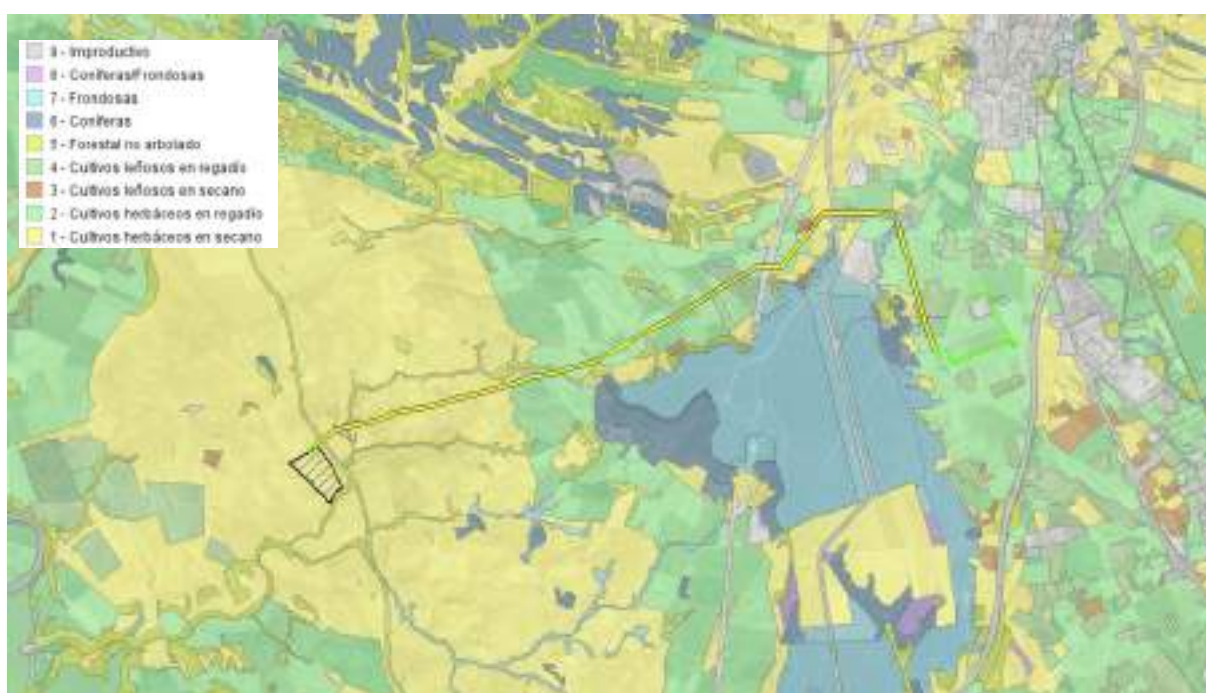 9 - Improductivo
8 - Coníferas/Frondosas
7 - Frondosas
6 - Coníferas
5 - Forestal no arbolado
4 - Cultivos leñosos en regadío
3 - Cultivos leñosos en secano
2 - Cultivos herbáceos en regadío
1 - Cultivos herbáceos en secano